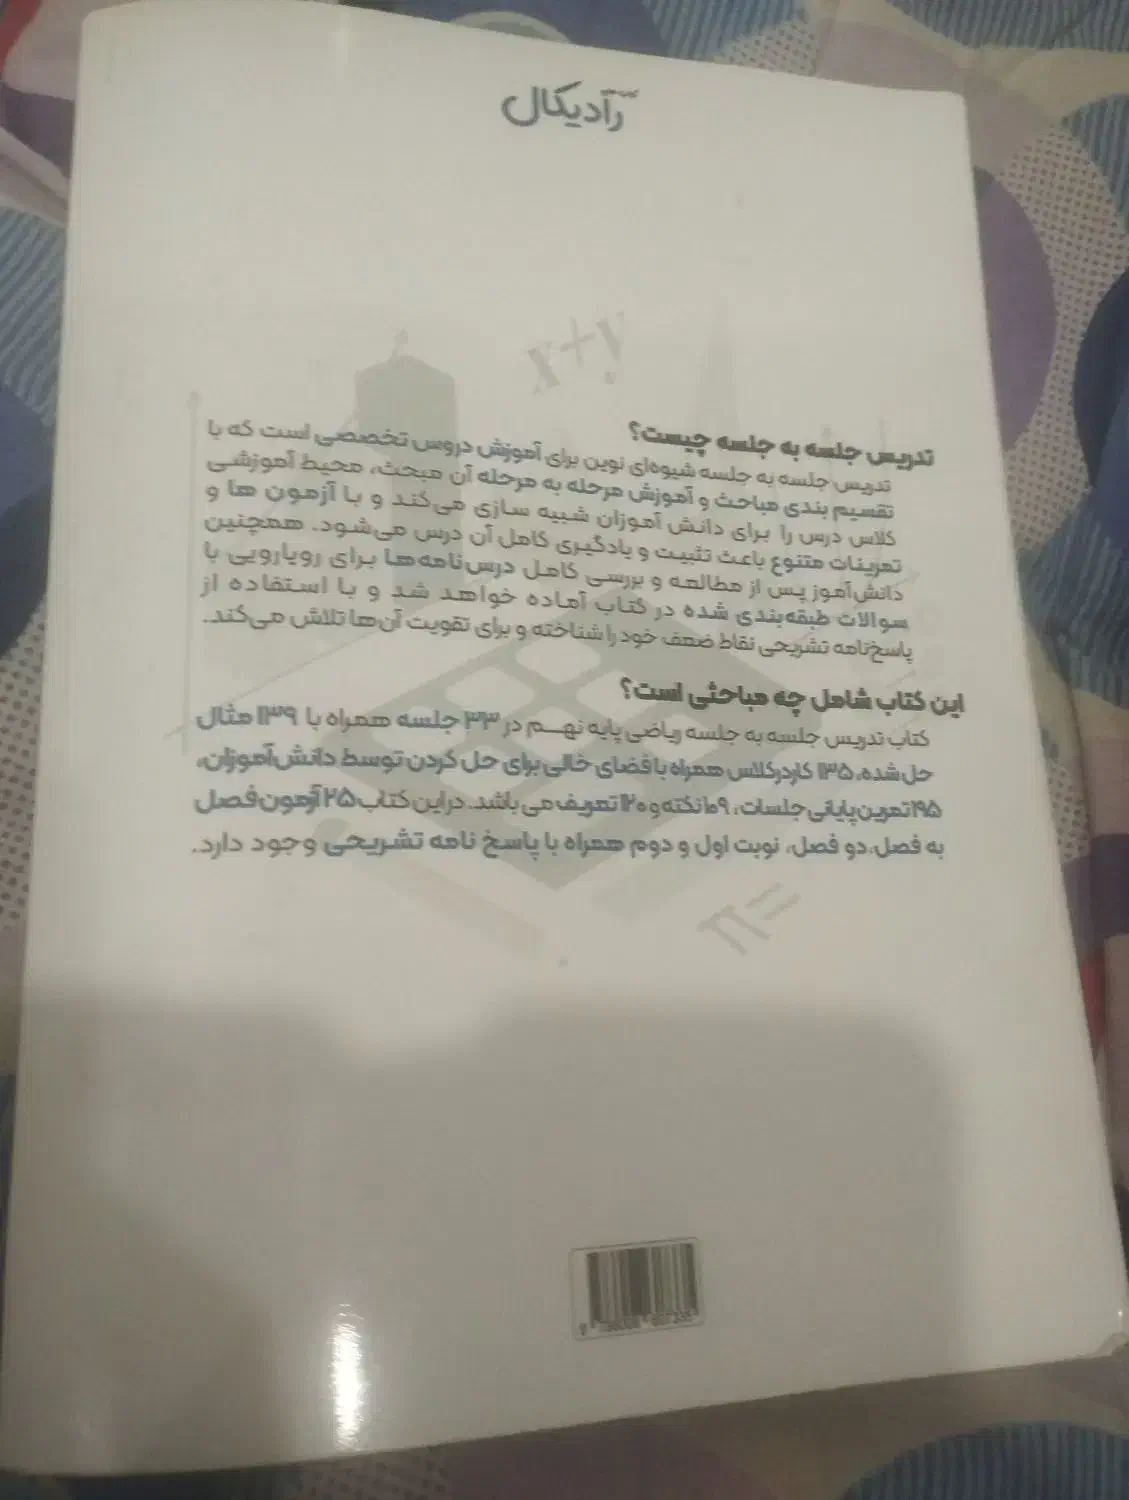 رآدیکال
x+y
تدریس جلسه به جلسه چیست؟
تدریس جلسه به جلسه شیوه‌ای نوین برای آموزش دروس تخصصی است که با
تقسیم بندی مباحث و آموزش مرحله به مرحله آن مبحث، محیط آموزشی
کلاس درس را برای دانش آموزان شبیه سازی می‌کند و با آزمون ها و
تمرینات متنوع باعث تثبیت و یادگیری کامل آن درس می‌شود. همچنین
دانش‌آموز پس از مطالعه و بررسی کامل درس‌نامه‌ها برای رویارویی با
سوالات طبقه‌بندی شده در کتاب آماده خواهد شد و با استفاده از
پاسخ‌نامه تشریحی نقاط ضعف خود را شناخته و برای تقویت آن‌ها تلاش می‌کند.
این کتاب شامل چه مباحثی است؟
کتاب تدریس جلسه به جلسه ریاضی پایه نهم در ۳۳ جلسه همراه با ۱۳۹ مثال
حل شده، ۱۳۵ کاردرکلاس همراه با فضای خالی برای حل کردن توسط دانش‌آموزان،
۱۹۵ تمرین پایانی جلسات، ۱۰۹ نکته و ۱۲۰ تعریف می باشد. در این کتاب ۲۵ آزمون فصل
به فصل، دو فصل، نوبت اول و دوم همراه با پاسخ نامه تشریحی وجود دارد.
π=